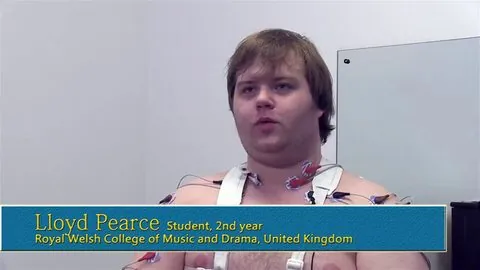 Lloyd Pearce Student, 2nd year
Royal Welsh College of Music and Drama, United Kingdom